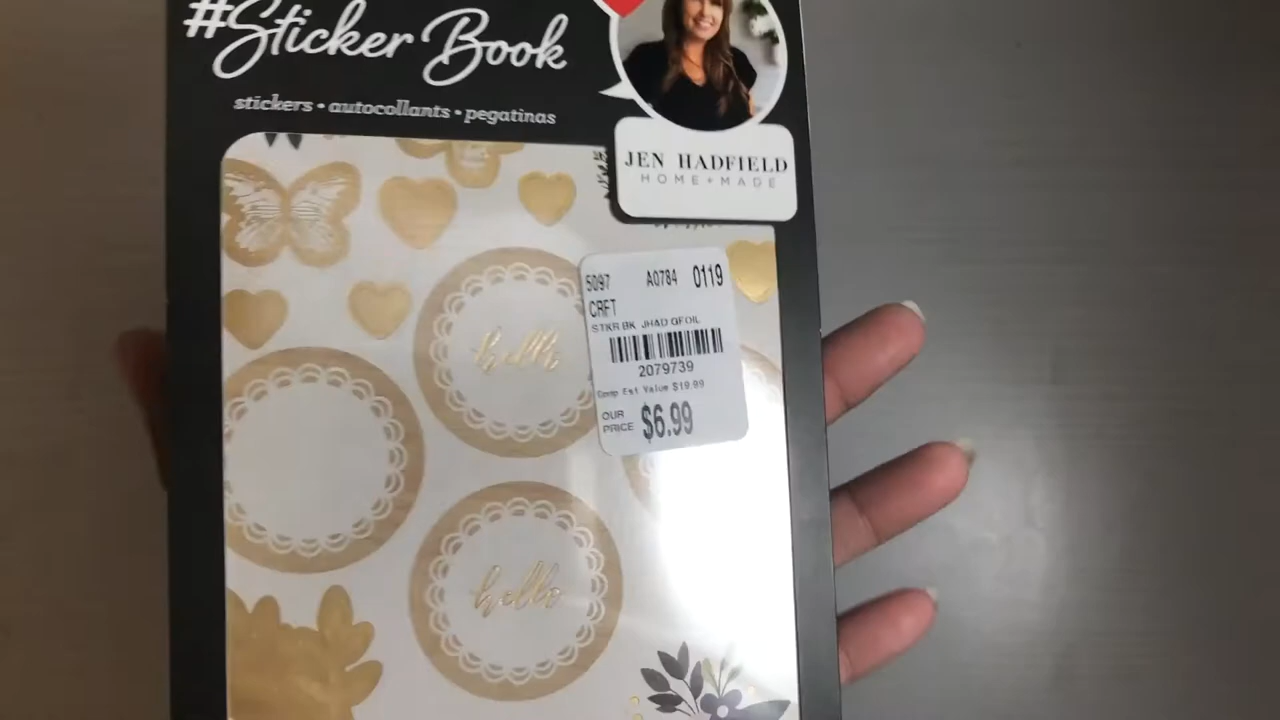 #Sticker Book
stickers • autocollants • pegatinas
JEN HADFIELD
HOME+MADE
5097 A0784 0119
CRFT
STKR BK JHAD GFOIL
2079739
Comp Est Value $19.99
OUR PRICE $6.99
hello
hello